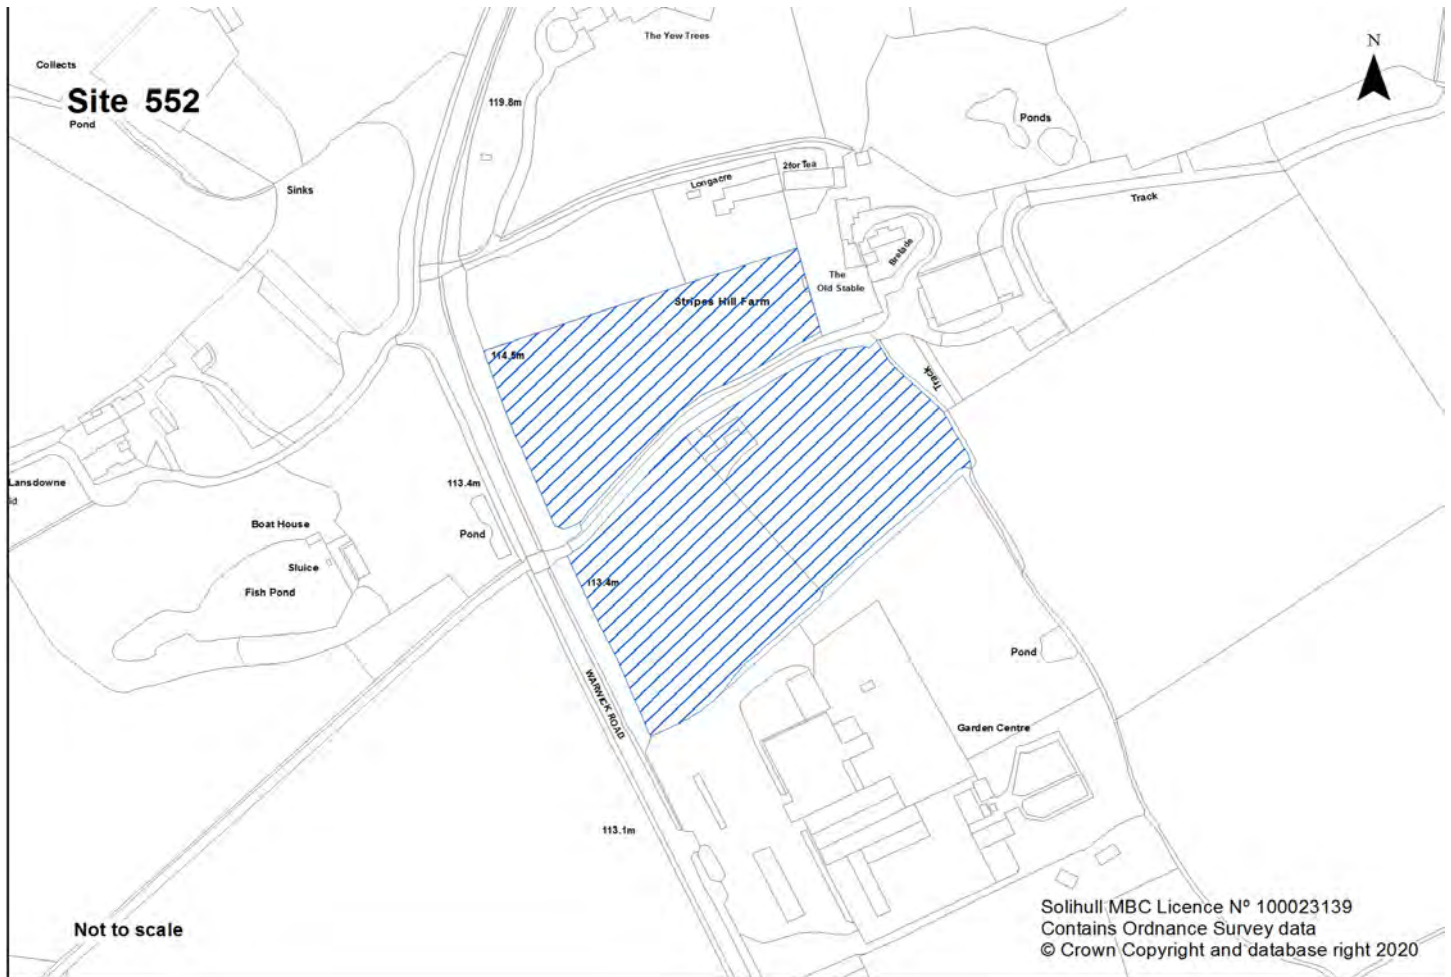 The Yew Trees
N
Collects
Site 552
Pond
119.8m
Ponds
2for Tea
Longacre
Sinks
Track
Brelade
The
Old Stable
Stripes Hill Farm
114.5m
Track
Lansdowne
113.4m
Boat House
Pond
Sluice
Fish Pond
113.4m
Pond
WARWICK ROAD
Garden Centre
113.1m
Not to scale
Solihull MBC Licence Nº 100023139
Contains Ordnance Survey data
© Crown Copyright and database right 2020